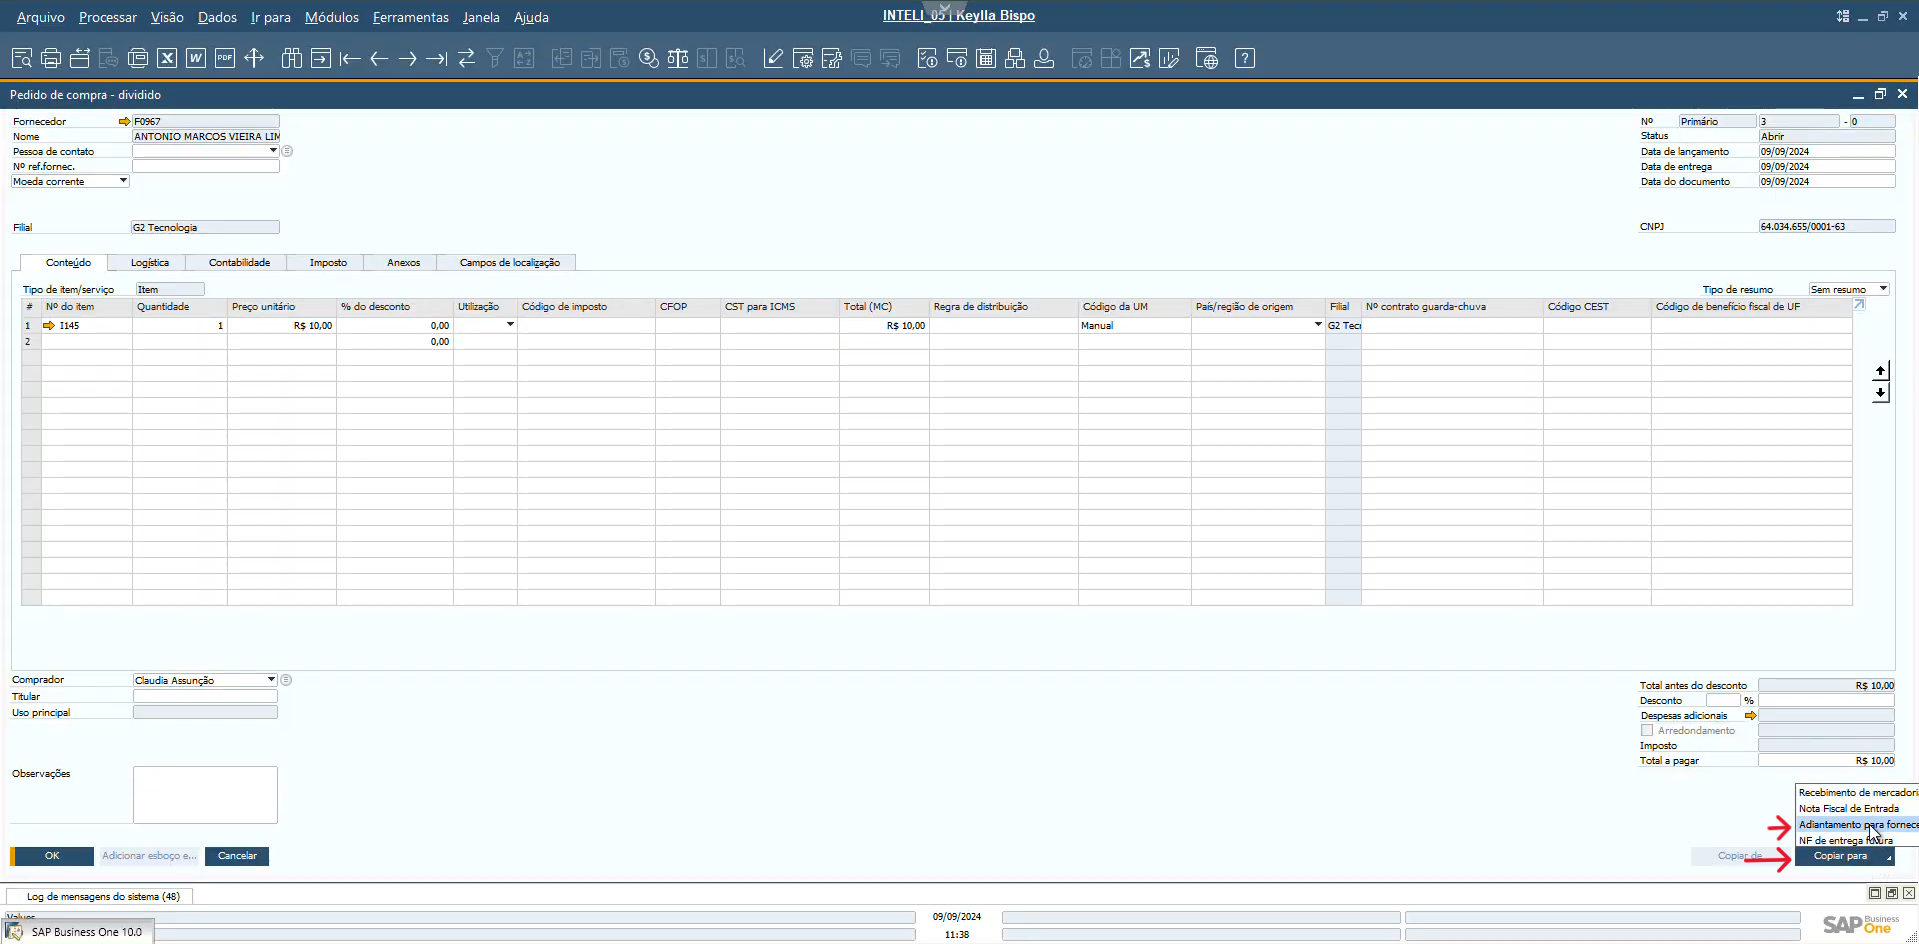 Arquivo Processar Visão Dados Ir para Módulos Ferramentas Janela Ajuda
INTELI_05 | Keylla Bispo
Pedido de compra - dividido
Fornecedor F0967
Nome ANTONIO MARCOS VIEIRA LIM
Pessoa de contato
Nº ref.fornec.
Moeda corrente
Filial G2 Tecnologia
Nº Primário 3 - 0
Status Abrir
Data de lançamento 09/09/2024
Data de entrega 09/09/2024
Data do documento 09/09/2024
CNPJ 64.034.655/0001-63
Conteúdo Logística Contabilidade Imposto Anexos Campos de localização
Tipo de item/serviço Item
Tipo de resumo Sem resumo
# Nº do item Quantidade Preço unitário % do desconto Utilização Código de imposto CFOP CST para ICMS Total (MC) Regra de distribuição Código da UM País/região de origem Filial Nº contrato guarda-chuva Código CEST Código de benefício fiscal de UF
1 I145 1 R$ 10,00 0,00 R$ 10,00 Manual G2 Tecn
2 0,00
Comprador Claudia Assunção
Titular
Uso principal
Observações
Total antes do desconto R$ 10,00
Desconto %
Despesas adicionais
Arredondamento
Imposto
Total a pagar R$ 10,00
Recebimento de mercadori
Nota Fiscal de Entrada
Adiantamento para fornece
NF de entrega futura
OK Adicionar esboço e... Cancelar
Copiar de Copiar para
Log de mensagens do sistema (48)
Values
09/09/2024
11:38
SAP Business One 10.0
SAP Business One